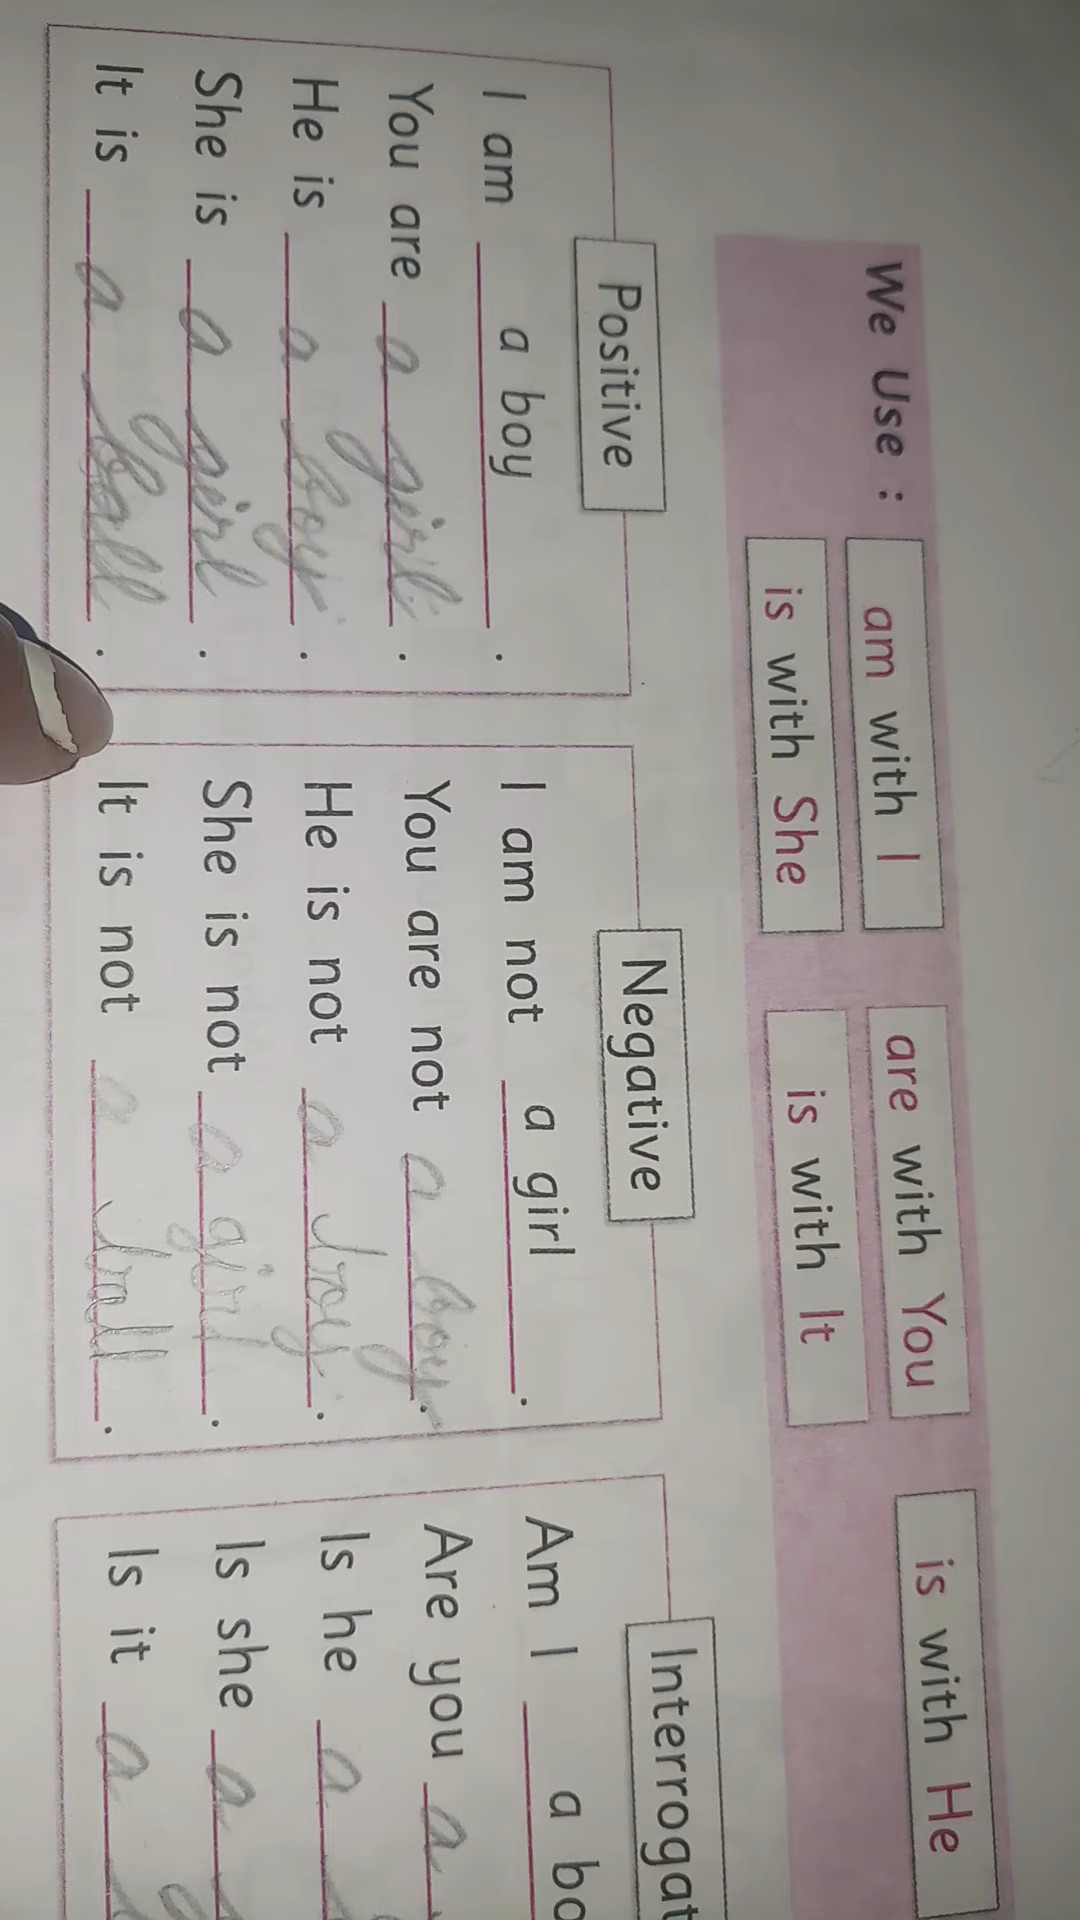 We Use :
am with I
are with You
is with He
is with She
is with It
Positive
I am a boy .
You are a girl .
He is a boy .
She is a girl .
It is a ball .
Negative
I am not a girl .
You are not a boy .
He is not a boy .
She is not a girl .
It is not a ball .
Interrogat
Am I a bo
Are you a
Is he a
Is she a
Is it a